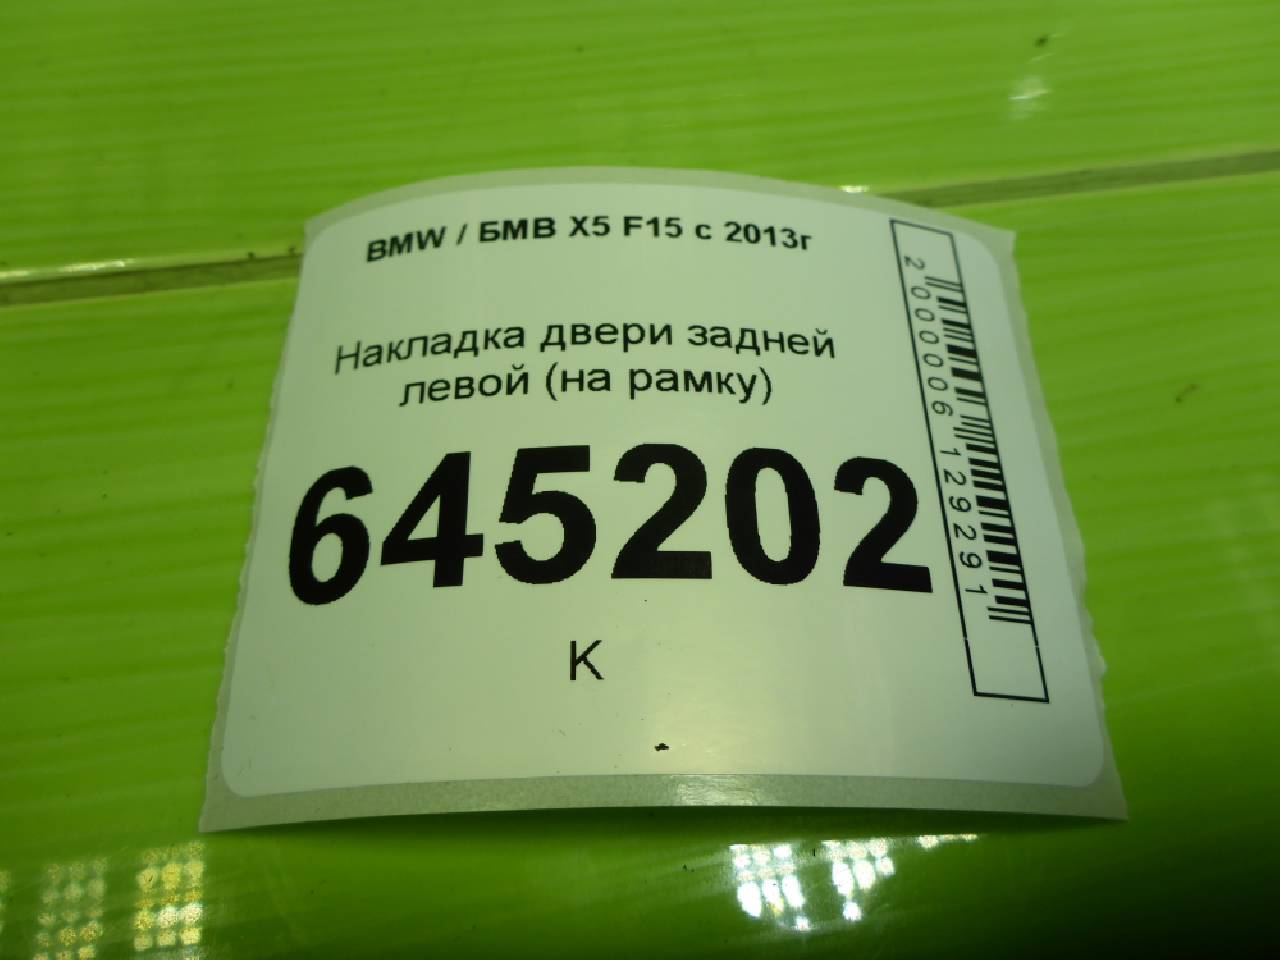 BMW / БМВ X5 F15 с 2013г
Накладка двери задней
левой (на рамку)
645202
К
2000006129291